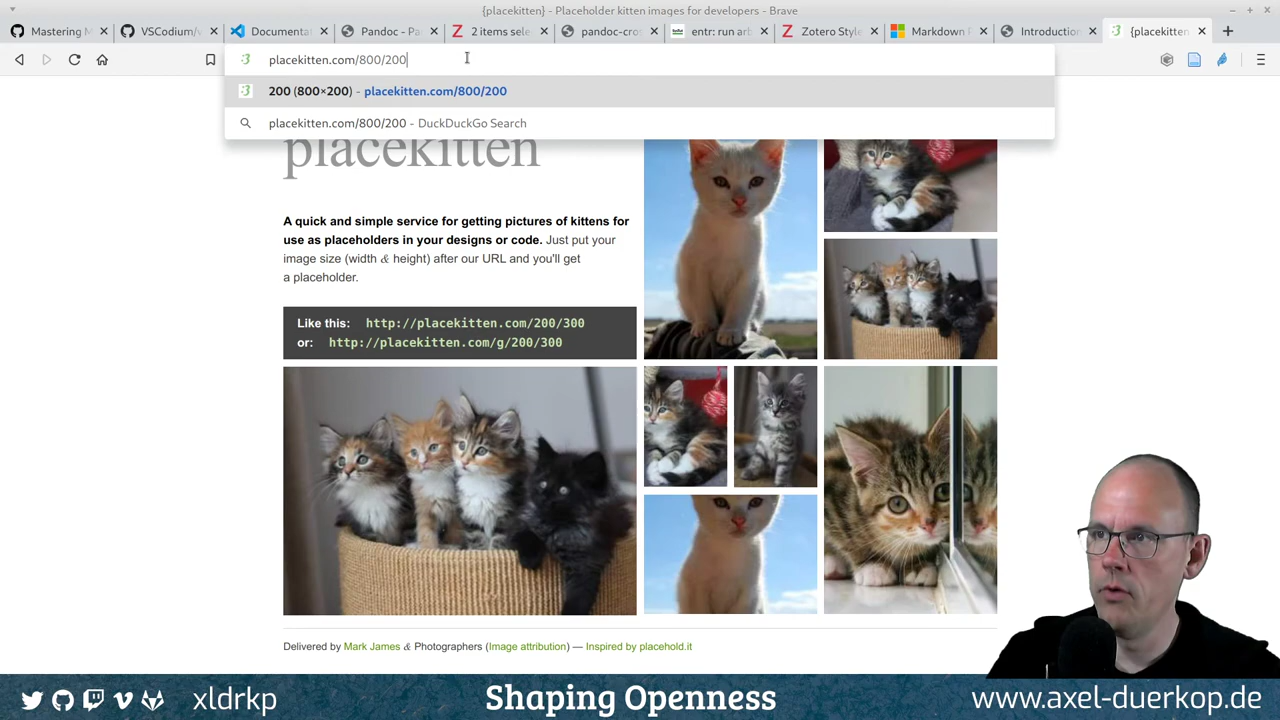 {placekitten} - Placeholder kitten images for developers - Brave
Mastering
VSCodium
Documenta
Pandoc - Pa
2 items sele
pandoc-cro
entr: run ar
Zotero Style
Markdown
Introduction
{placekitten
placekitten.com/800/200
200 (800×200) - placekitten.com/800/200
placekitten.com/800/200 - DuckDuckGo Search
placekitten
A quick and simple service for getting pictures of kittens for
use as placeholders in your designs or code. Just put your
image size (width & height) after our URL and you'll get
a placeholder.
Like this: http://placekitten.com/200/300
or: http://placekitten.com/g/200/300
Delivered by Mark James & Photographers (Image attribution) — Inspired by placehold.it
xldrkp
Shaping Openness
www.axel-duerkop.de